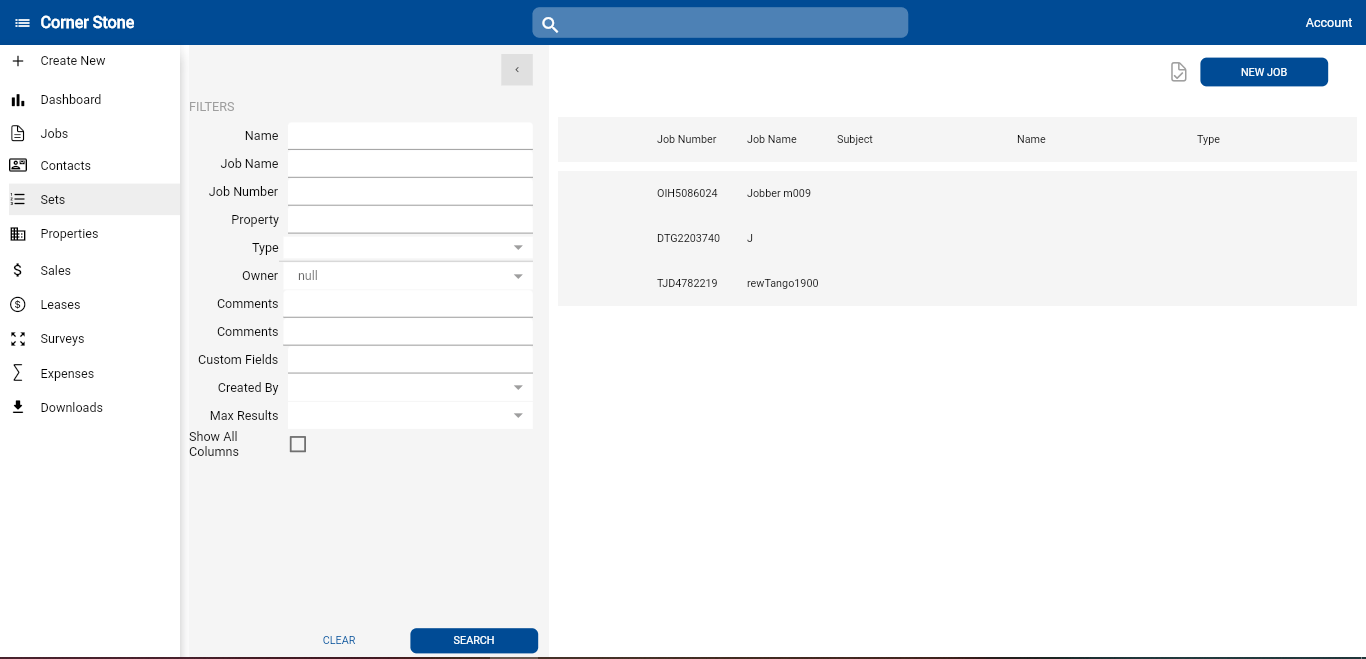 Corner Stone
Account
Create New
Dashboard
Jobs
Contacts
Sets
Properties
Sales
Leases
Surveys
Expenses
Downloads
FILTERS
Name
Job Name
Job Number
Property
Type
Owner null
Comments
Comments
Custom Fields
Created By
Max Results
Show All
Columns
CLEAR SEARCH
NEW JOB
Job Number Job Name Subject Name Type
OIH5086024 Jobber m009
DTG2203740 J
TJD4782219 rewTango1900